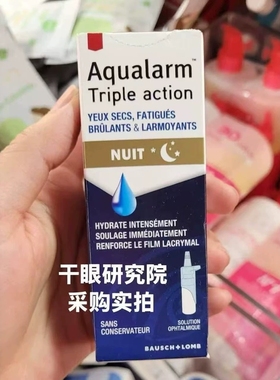 Aqualarm™
Triple action
YEUX SECS, FATIGUÉS
BRÛLANTS & LARMOYANTS
NUIT
HYDRATE INTENSÉMENT
SOULAGE IMMÉDIATEMENT
RENFORCE LE FILM LACRYMAL
干眼研究院
采购实拍
SANS
CONSERVATEUR
SOLUTION
OPHTALMIQUE
BAUSCH+LOMB